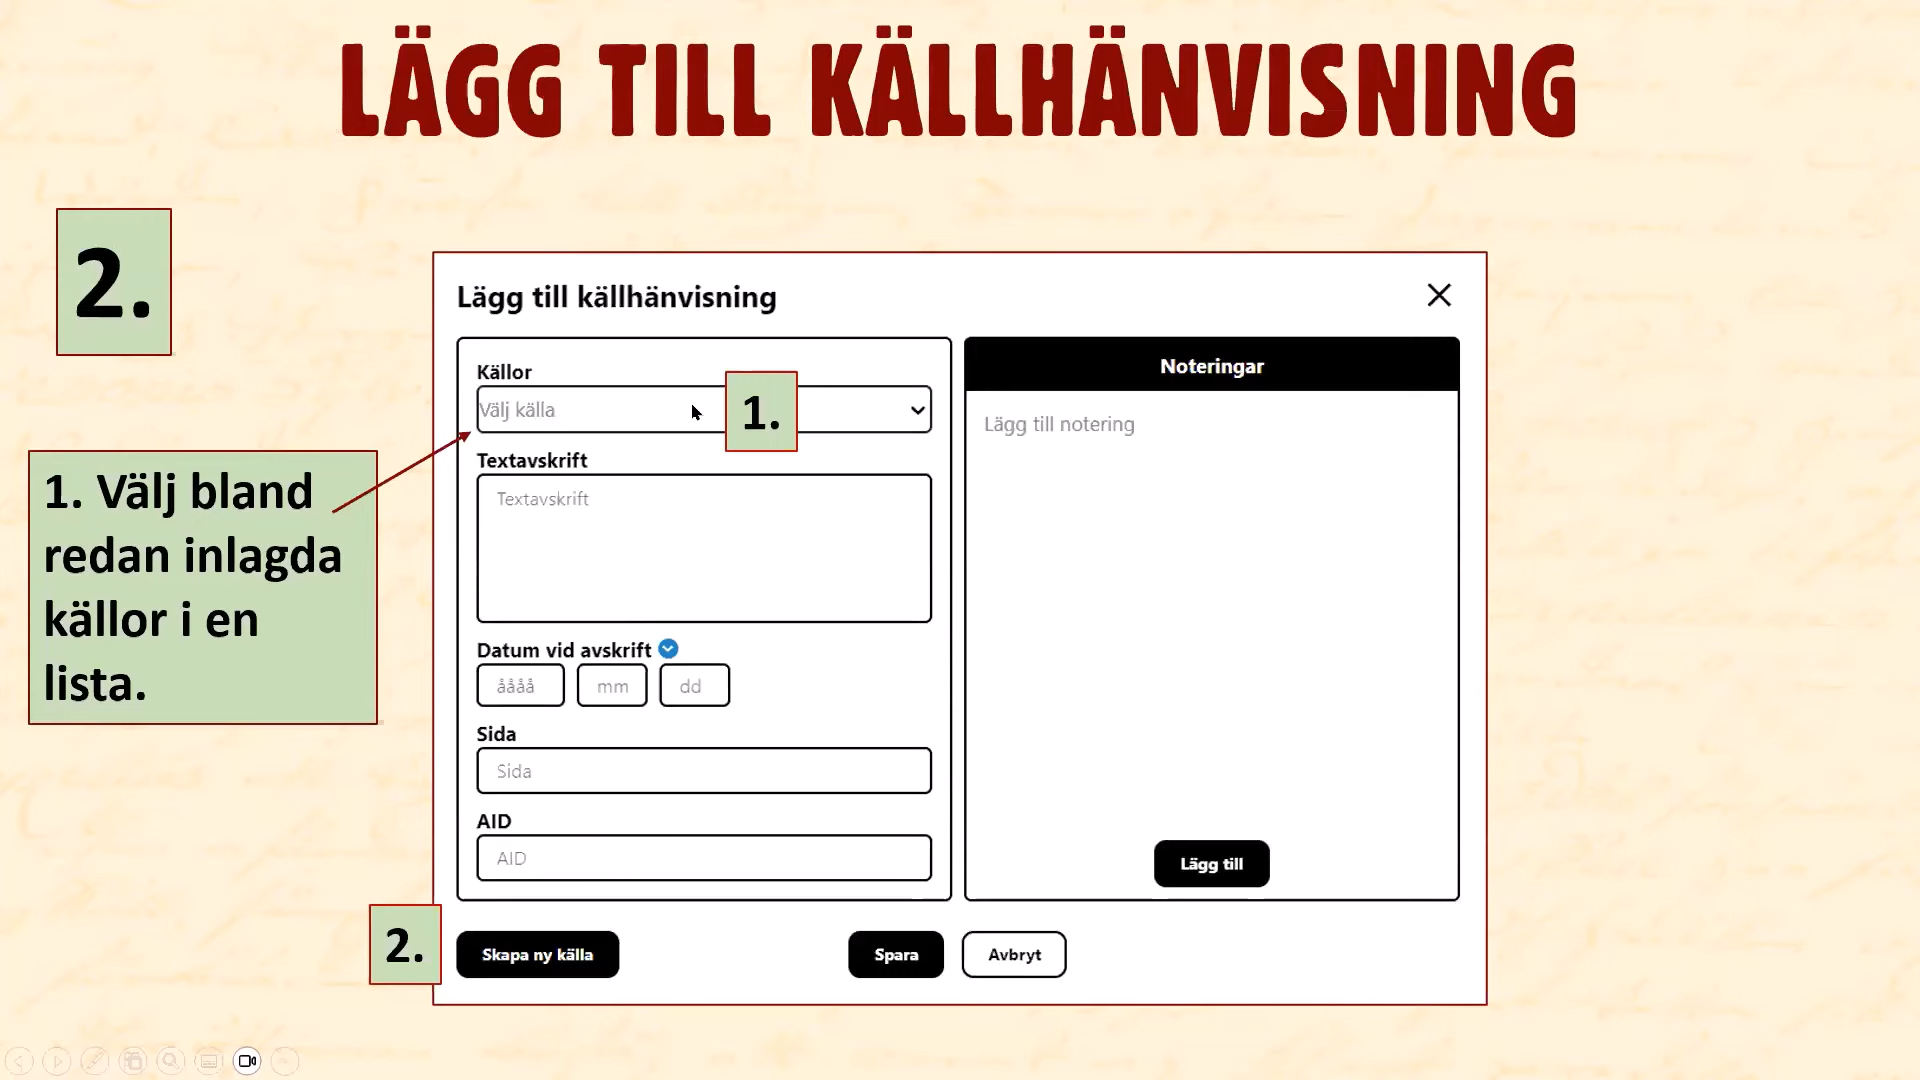 LÄGG TILL KÄLLHÄNVISNING
2.
1. Välj bland
redan inlagda
källor i en
lista.
Lägg till källhänvisning
Källor
Välj källa
1.
Textavskrift
Textavskrift
Datum vid avskrift
åååå mm dd
Sida
Sida
AID
AID
Noteringar
Lägg till notering
Lägg till
2.
Skapa ny källa
Spara
Avbryt